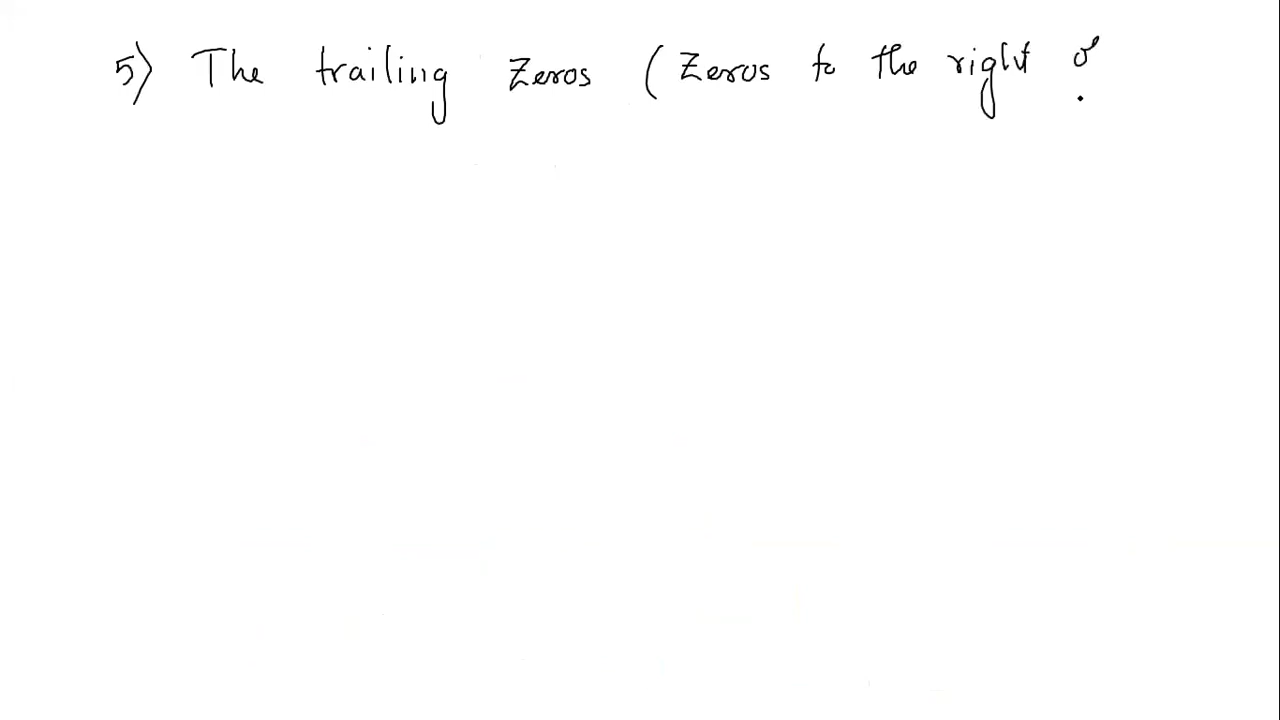 5) The trailing Zeros (Zeros to the right